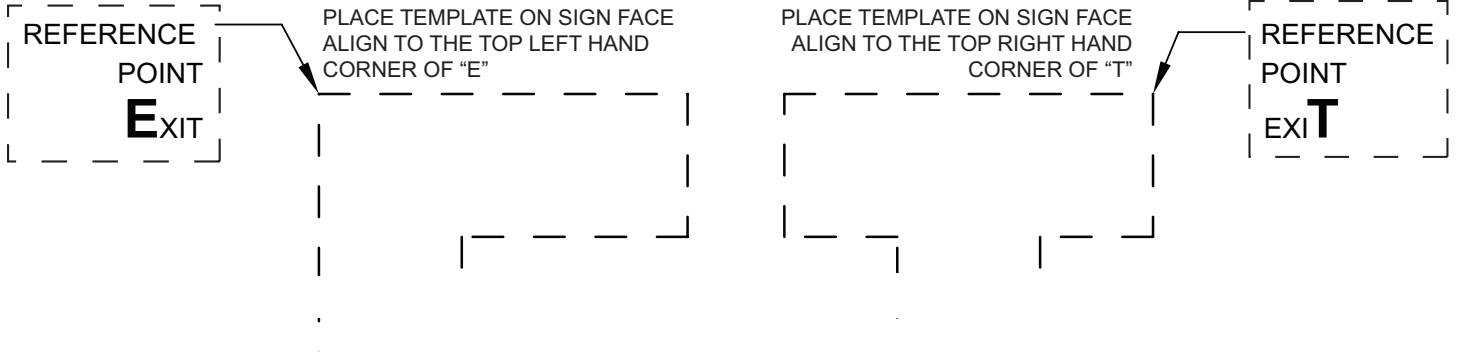 REFERENCE
POINT
EXIT
PLACE TEMPLATE ON SIGN FACE
ALIGN TO THE TOP LEFT HAND
CORNER OF “E”
PLACE TEMPLATE ON SIGN FACE
ALIGN TO THE TOP RIGHT HAND
CORNER OF “T”
REFERENCE
POINT
EXIT